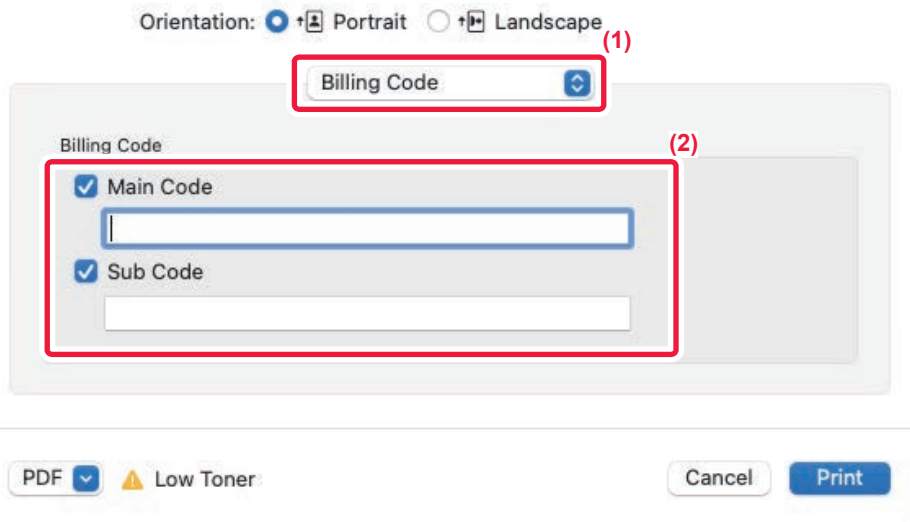 Orientation: Portrait Landscape
(1)
Billing Code
Billing Code
(2)
Main Code
Sub Code
PDF Low Toner Cancel Print